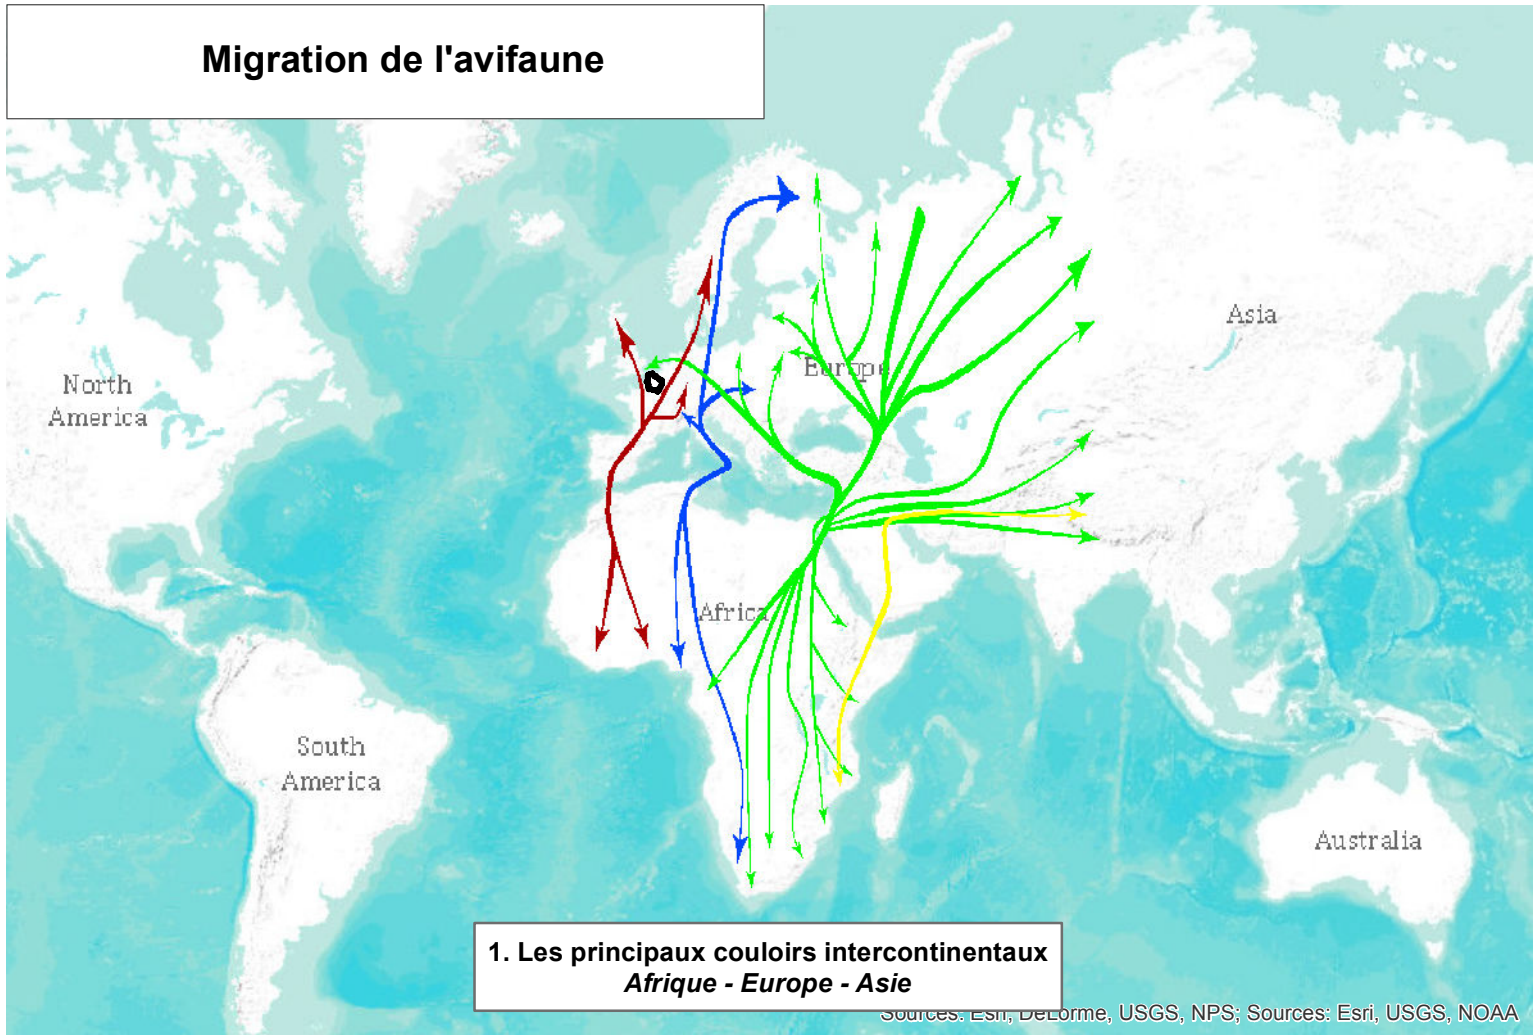 Migration de l'avifaune
North
America
Asia
Europe
Africa
South
America
Australia
1. Les principaux couloirs intercontinentaux
Afrique - Europe - Asie
Sources: Esri, DeLorme, USGS, NPS; Sources: Esri, USGS, NOAA